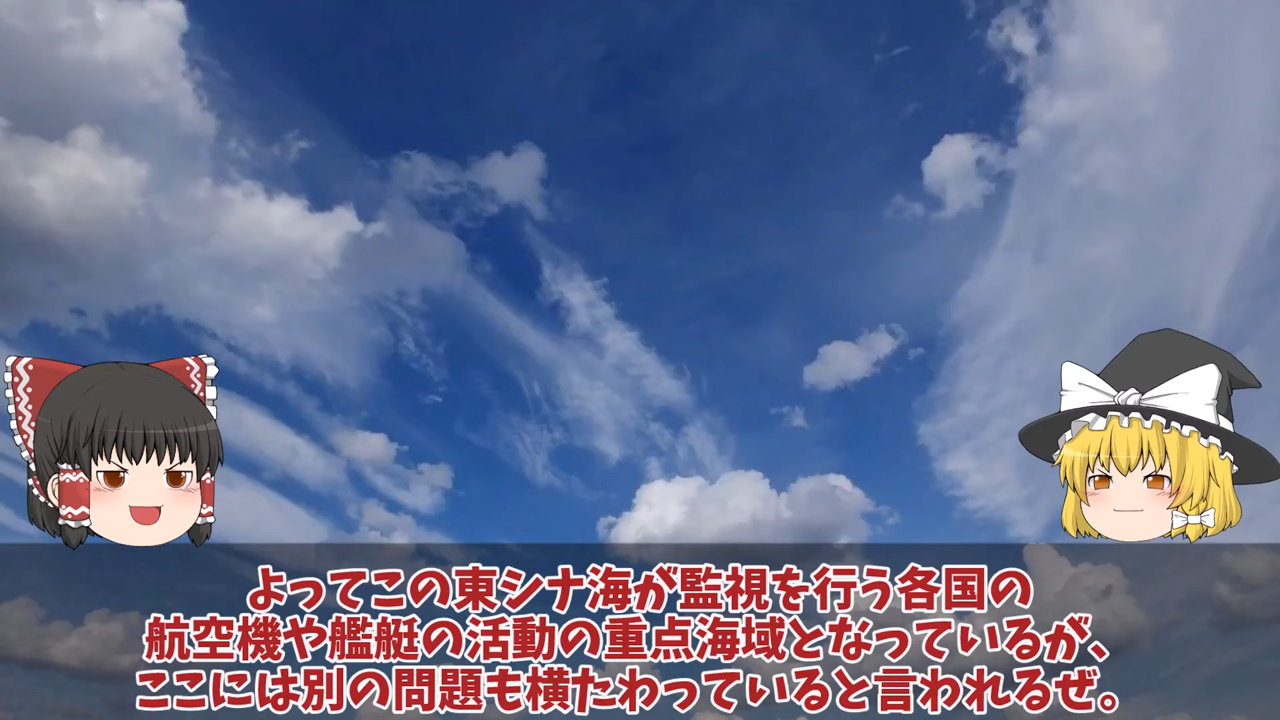 よってこの東シナ海が監視を行う各国の
航空機や艦艇の活動の重点海域となっているが、
ここには別の問題も横たわっていると言われるぜ。